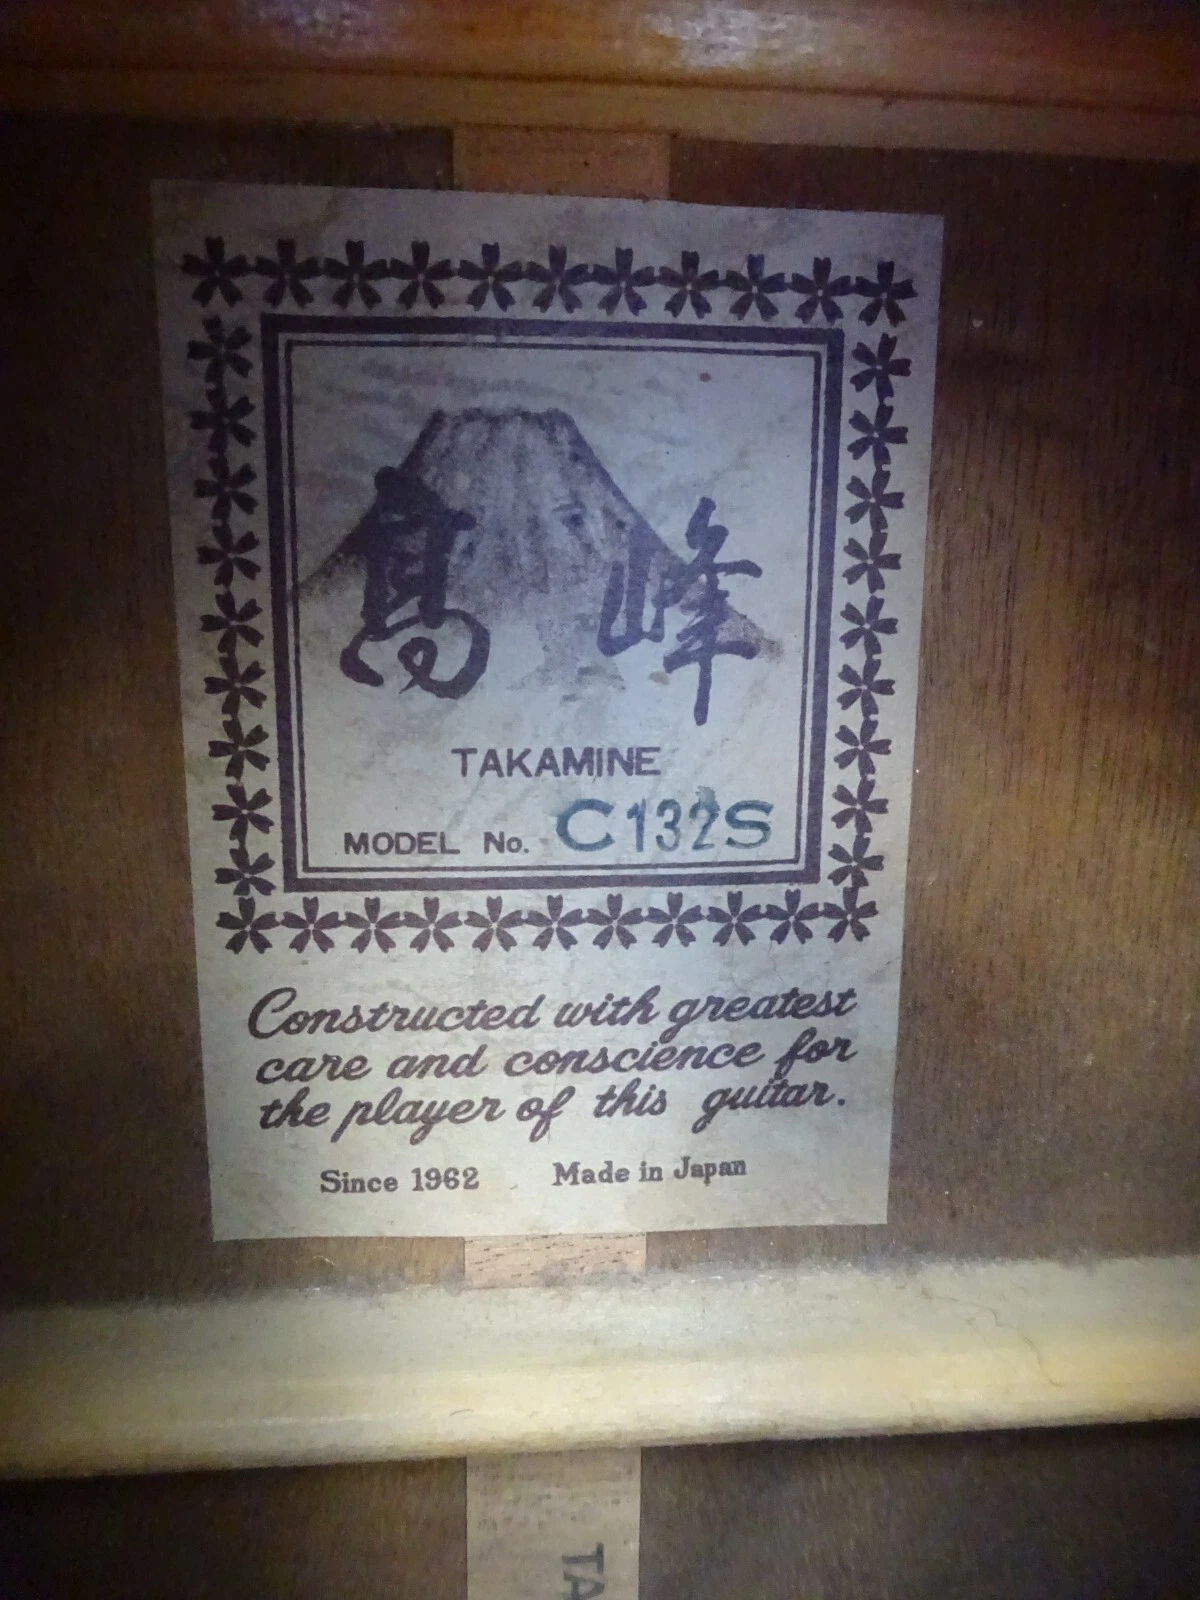 高峰
TAKAMINE
MODEL No. C132S
Constructed with greatest
care and conscience for
the player of this guitar.
Since 1962 Made in Japan
TA